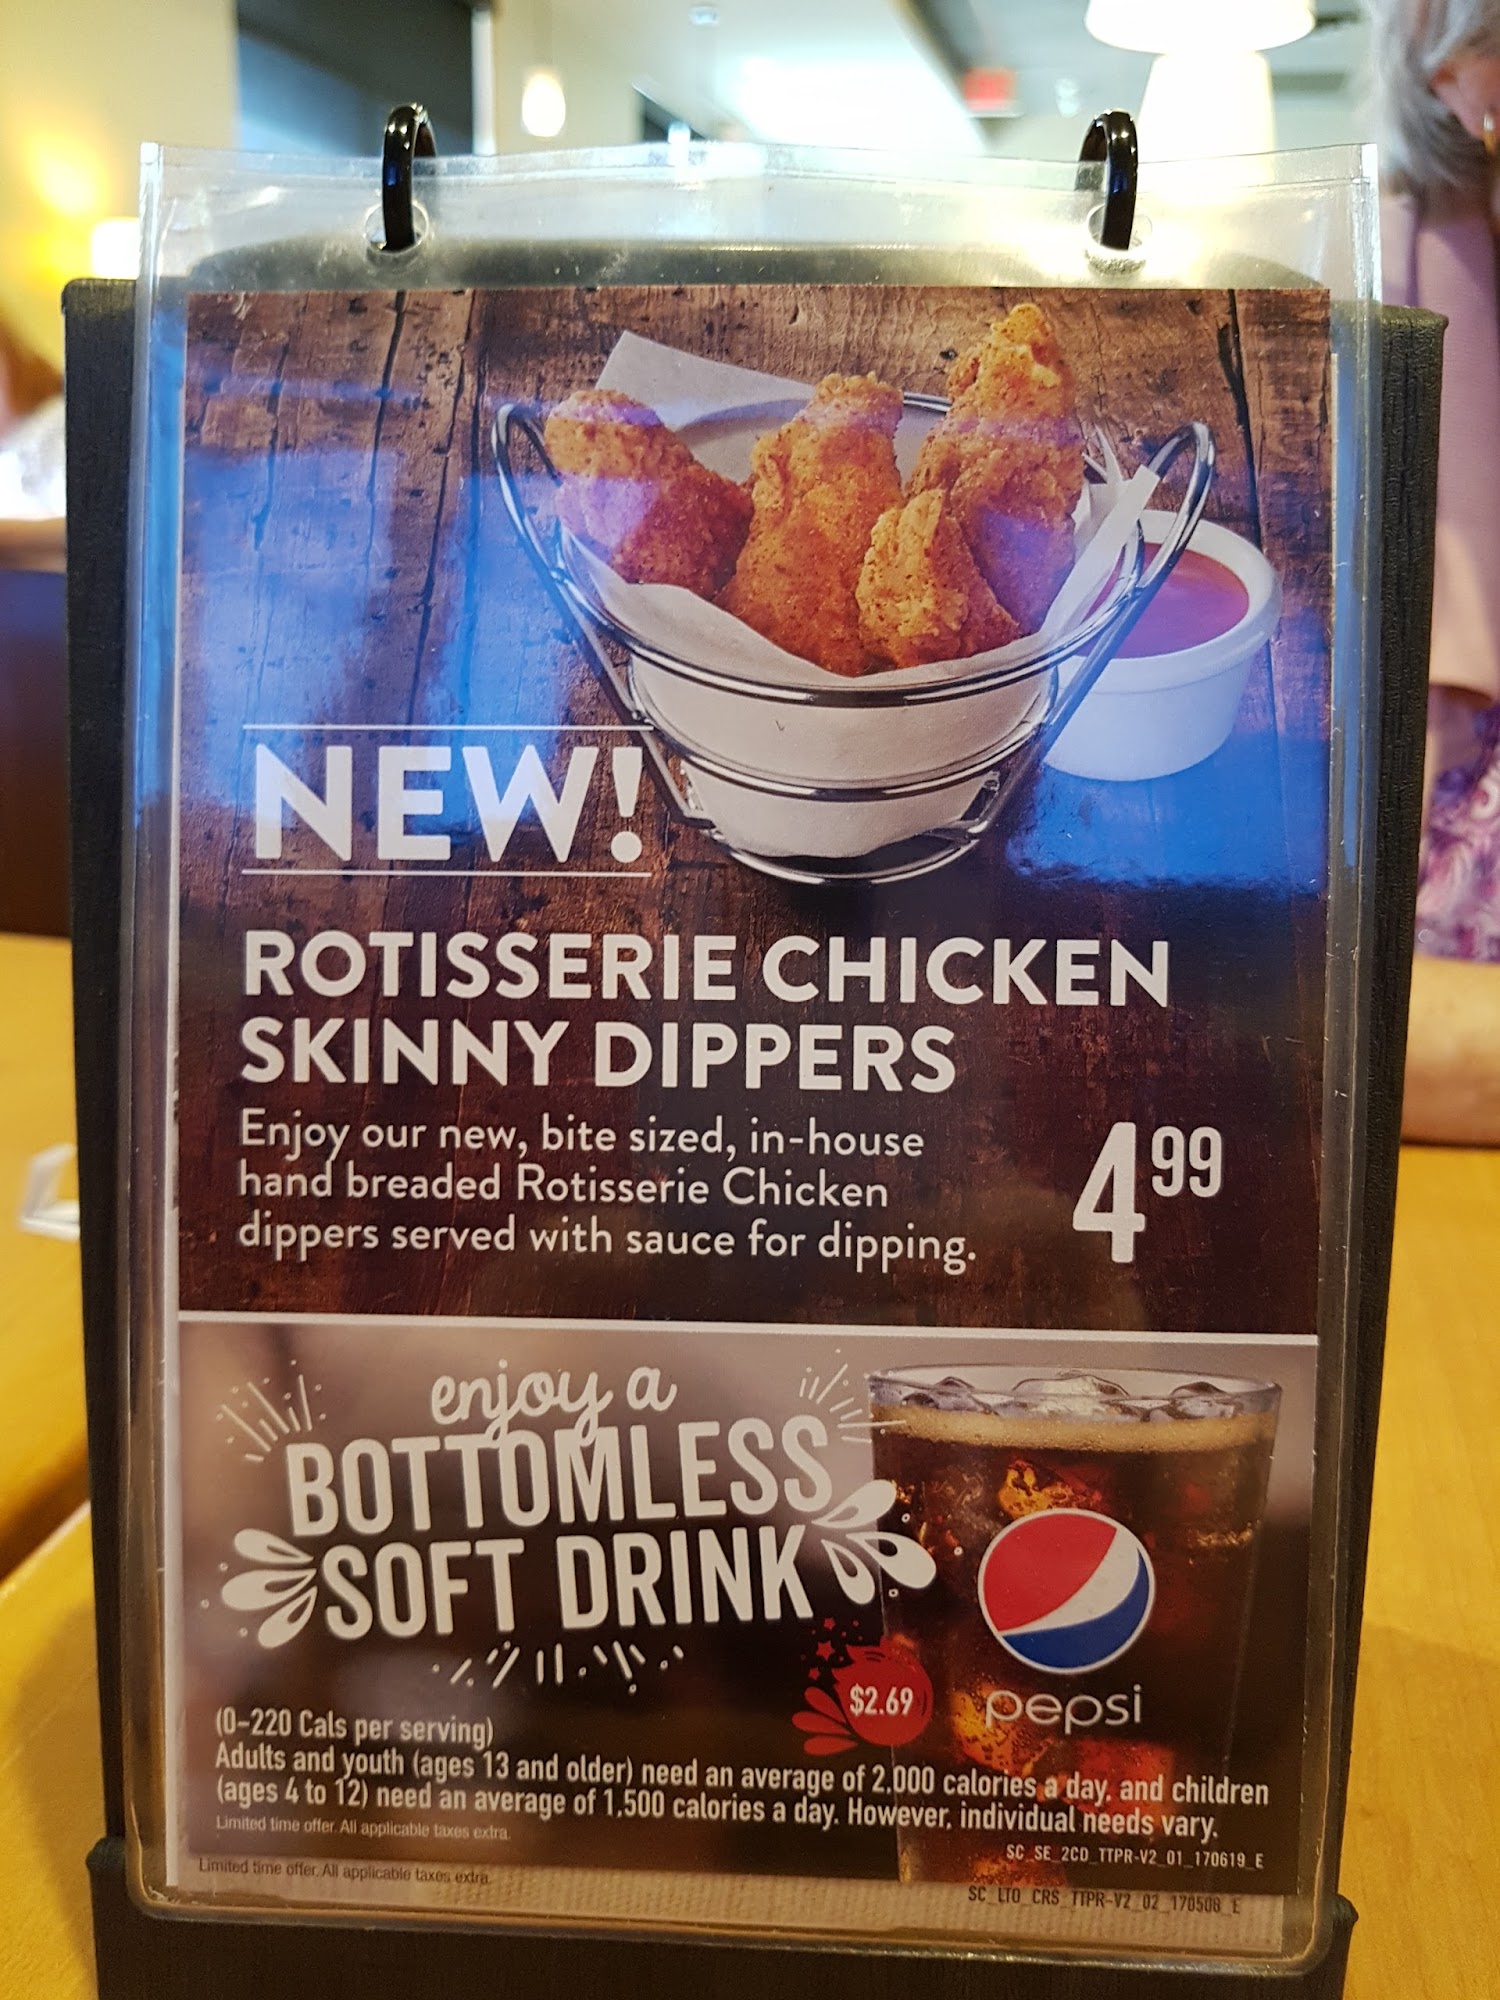 NEW!
ROTISSERIE CHICKEN
SKINNY DIPPERS
Enjoy our new, bite sized, in-house
hand breaded Rotisserie Chicken
dippers served with sauce for dipping.
4 99
enjoy a
BOTTOMLESS
SOFT DRINK
$2.69
pepsi
(0-220 Cals per serving)
Adults and youth (ages 13 and older) need an average of 2,000 calories a day, and children
(ages 4 to 12) need an average of 1,500 calories a day. However, individual needs vary.
Limited time offer. All applicable taxes extra.
SC_SE_2CD_TTPR-V2_01_170619_E
Limited time offer. All applicable taxes extra.
SC_LTO_CRS_TTPR-V2_02_170508_E